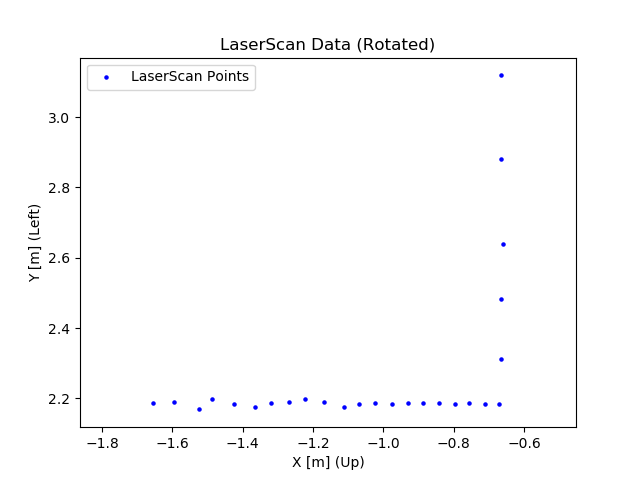 LaserScan Data (Rotated)
LaserScan Points
3.0
2.8
2.6
2.4
2.2
Y [m] (Left)
−1.8 −1.6 −1.4 −1.2 −1.0 −0.8 −0.6
X [m] (Up)